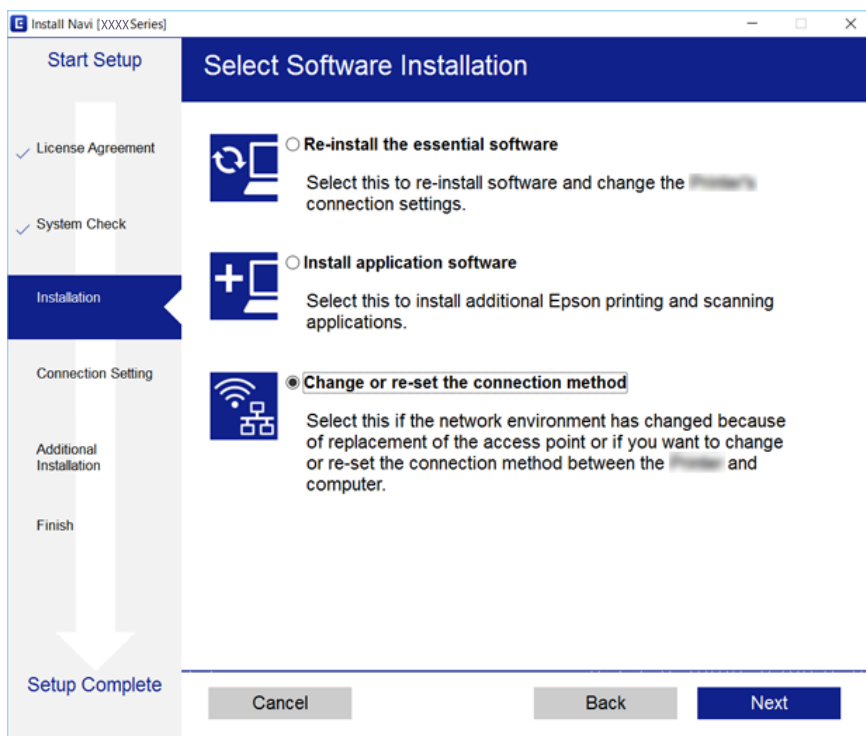 E Install Navi [XXXXSeries]
Start Setup
Select Software Installation
License Agreement
System Check
Installation
Connection Setting
Additional
Installation
Finish
Setup Complete
Re-install the essential software
Select this to re-install software and change the
connection settings.
Install application software
Select this to install additional Epson printing and scanning
applications.
Change or re-set the connection method
Select this if the network environment has changed because
of replacement of the access point or if you want to change
or re-set the connection method between the and
computer.
Cancel
Back
Next